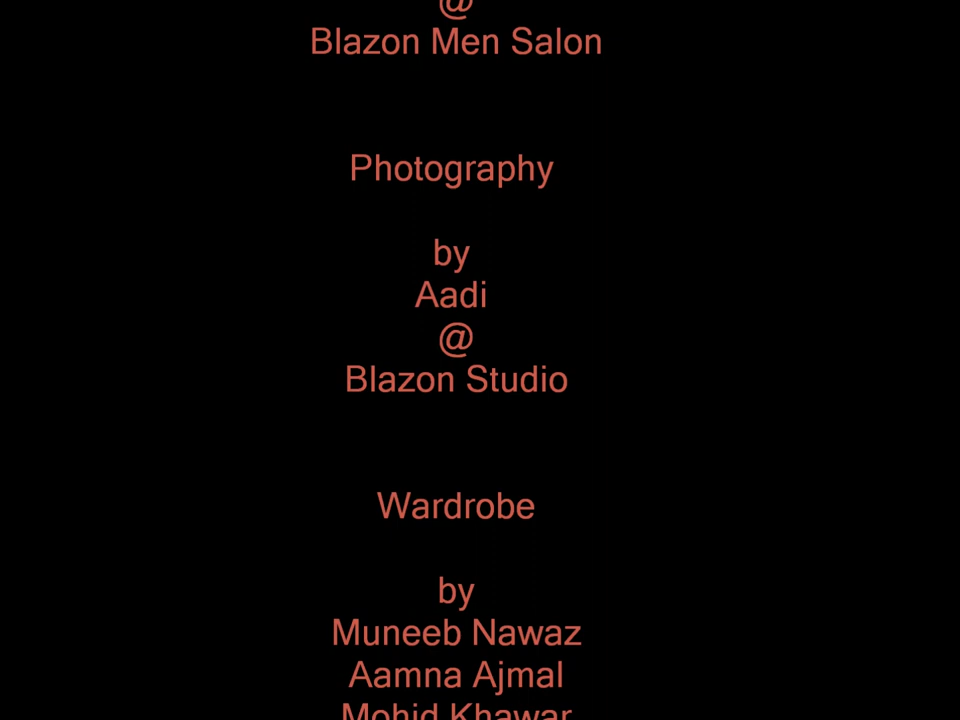 @
Blazon Men Salon
Photography
by
Aadi
@
Blazon Studio
Wardrobe
by
Muneeb Nawaz
Aamna Ajmal
Mohid Khawar